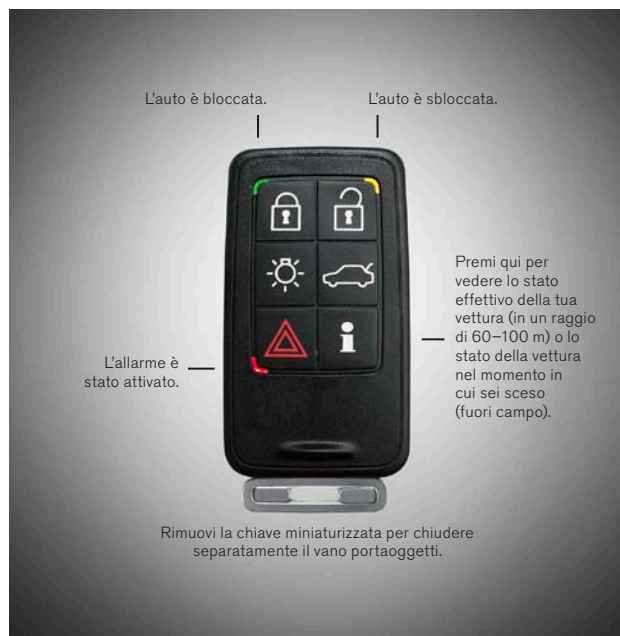 L'auto è bloccata.
L'auto è sbloccata.
Premi qui per
vedere lo stato
effettivo della tua
vettura (in un raggio
di 60–100 m) o lo
stato della vettura
nel momento in
cui sei sceso
(fuori campo).
L'allarme è
stato attivato.
Rimuovi la chiave miniaturizzata per chiudere
separatamente il vano portaoggetti.